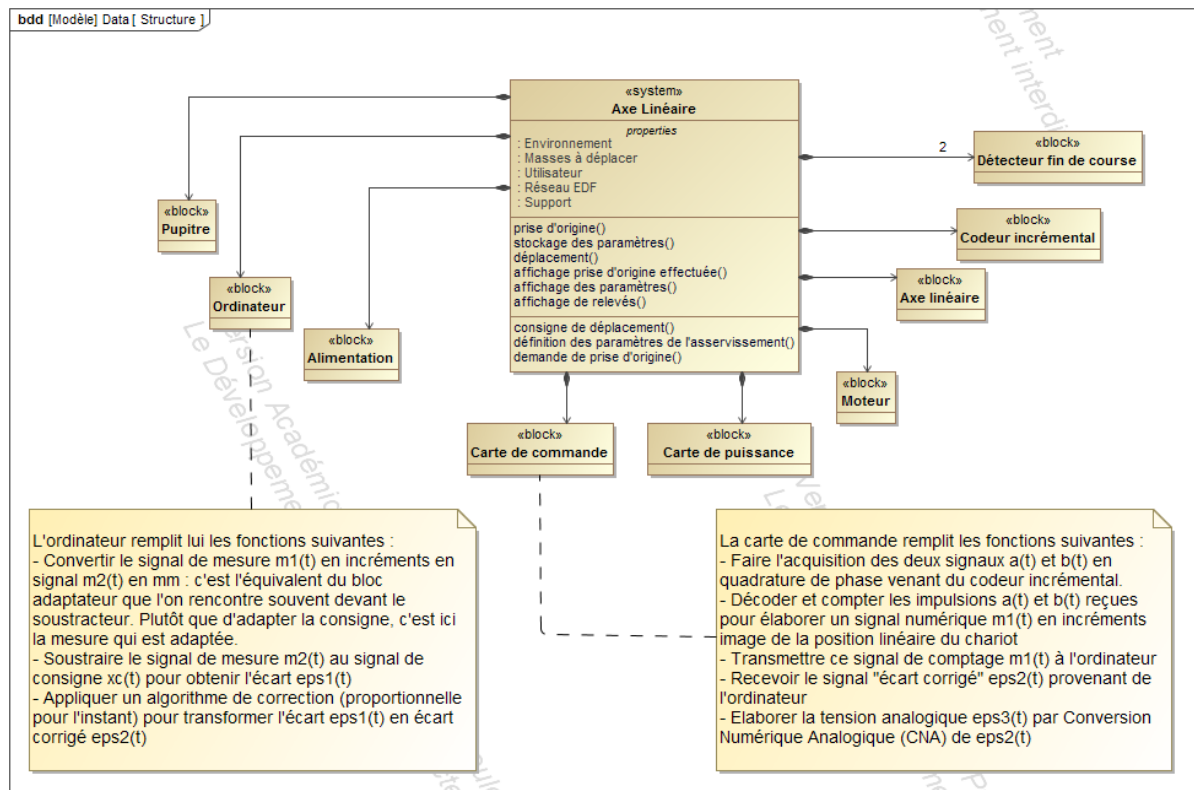 bdd [Modèle] Data [ Structure ]
«system»
Axe Linéaire
properties
: Environnement
: Masses à déplacer
: Utilisateur
: Réseau EDF
: Support
prise d'origine()
stockage des paramètres()
déplacement()
affichage prise d'origine effectuée()
affichage des paramètres()
affichage de relevés()
consigne de déplacement()
définition des paramètres de l'asservissement()
demande de prise d'origine()
«block»
Pupitre
«block»
Ordinateur
«block»
Alimentation
2
«block»
Détecteur fin de course
«block»
Codeur incrémental
«block»
Axe linéaire
«block»
Moteur
«block»
Carte de commande
«block»
Carte de puissance
L'ordinateur remplit lui les fonctions suivantes :
- Convertir le signal de mesure m1(t) en incréments en
signal m2(t) en mm : c'est l'équivalent du bloc
adaptateur que l'on rencontre souvent devant le
soustracteur. Plutôt que d'adapter la consigne, c'est ici
la mesure qui est adaptée.
- Soustraire le signal de mesure m2(t) au signal de
consigne xc(t) pour obtenir l'écart eps1(t)
- Appliquer un algorithme de correction (proportionnelle
pour l'instant) pour transformer l'écart eps1(t) en écart
corrigé eps2(t)
La carte de commande remplit les fonctions suivantes :
- Faire l'acquisition des deux signaux a(t) et b(t) en
quadrature de phase venant du codeur incrémental.
- Décoder et compter les impulsions a(t) et b(t) reçues
pour élaborer un signal numérique m1(t) en incréments
image de la position linéaire du chariot
- Transmettre ce signal de comptage m1(t) à l'ordinateur
- Recevoir le signal "écart corrigé" eps2(t) provenant de
l'ordinateur
- Elaborer la tension analogique eps3(t) par Conversion
Numérique Analogique (CNA) de eps2(t)